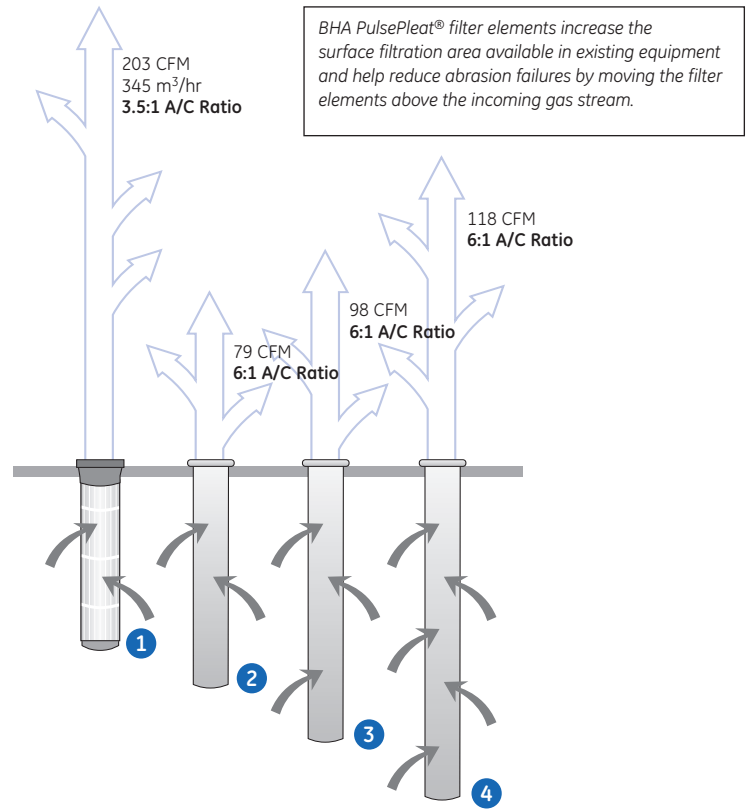 BHA PulsePleat® filter elements increase the
surface filtration area available in existing equipment
and help reduce abrasion failures by moving the filter
elements above the incoming gas stream.
203 CFM
345 m³/hr
3.5:1 A/C Ratio
118 CFM
6:1 A/C Ratio
98 CFM
6:1 A/C Ratio
79 CFM
6:1 A/C Ratio
1
2
3
4